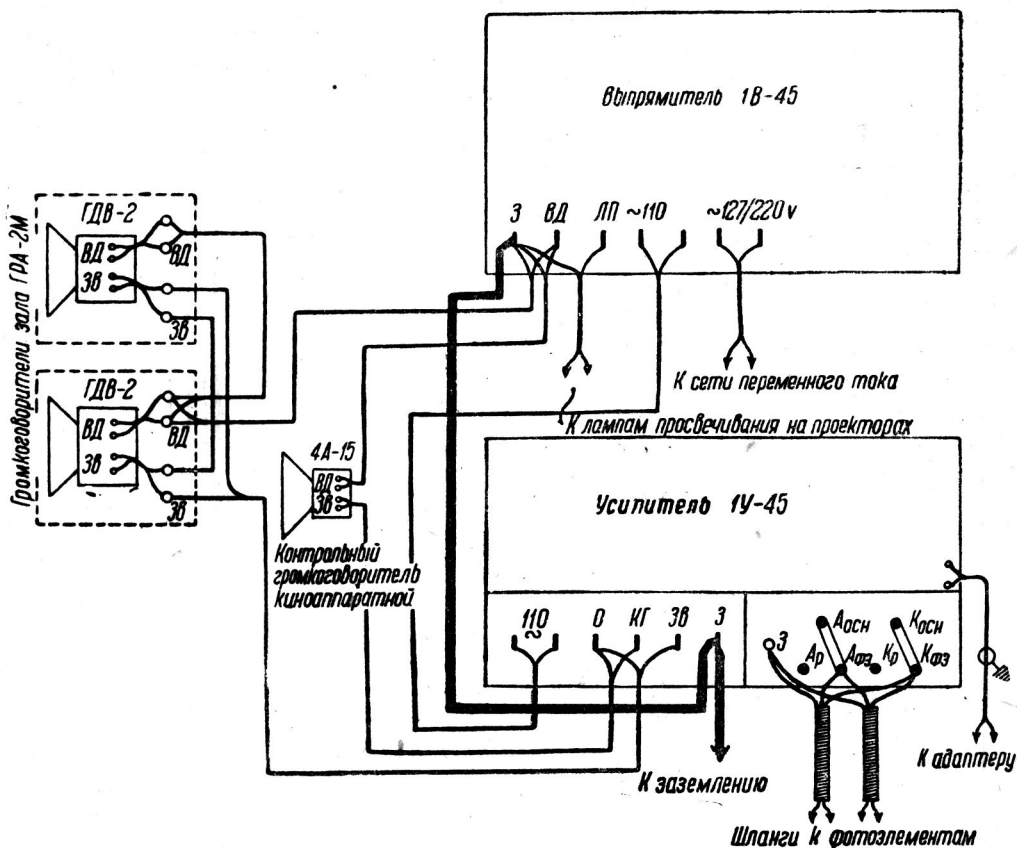 Выпрямитель 1В-45
З ВД ЛП ~110 ~127/220 v
К сети переменного тока
К лампам просвечивания на проекторах
Громкоговорители зала ГРА-2М
ГДВ-2
ВД
ЗВ
ВД
ЗВ
ГДВ-2
ВД
ЗВ
ВД
ЗВ
4А-15
ВД
ЗВ
Контрольный
громкоговоритель
киноаппаратной
Усилитель 1У-45
110
~
О КГ ЗВ З
З
Аосн Косн
Ар Афэ Кр Кфэ
К адаптеру
К заземлению
Шланги к фотоэлементам